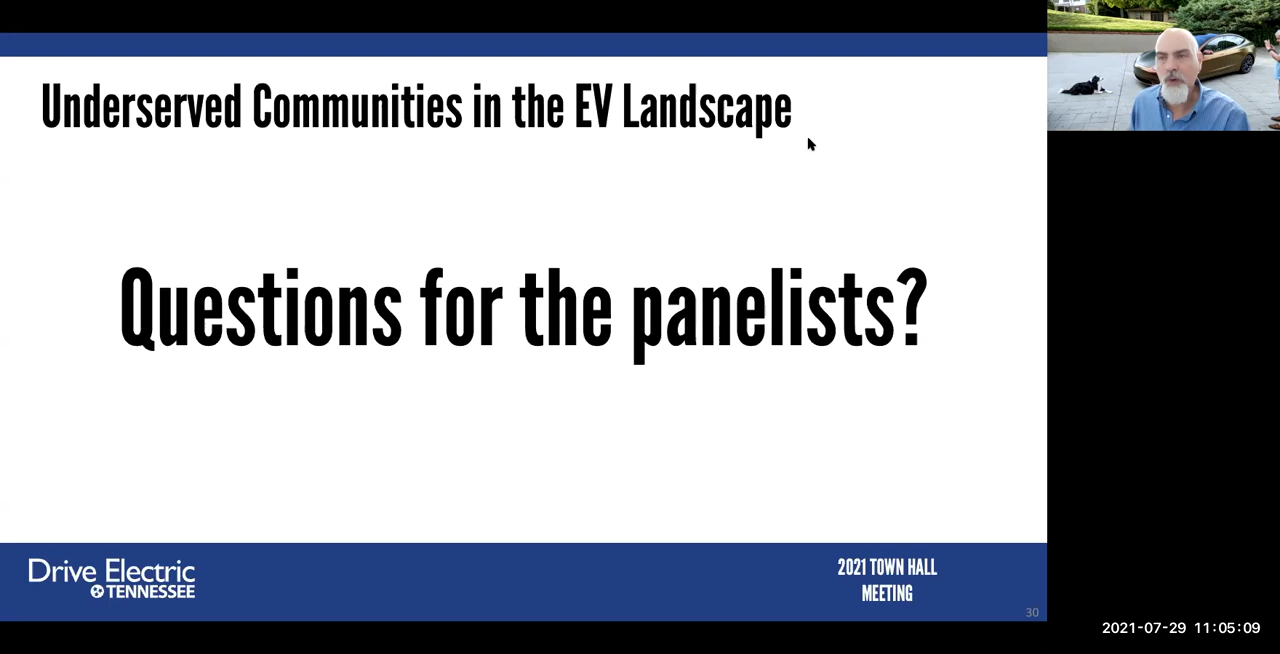 Underserved Communities in the EV Landscape
Questions for the panelists?
Drive Electric
TENNESSEE
2021 TOWN HALL
MEETING
30
2021-07-29 11:05:09